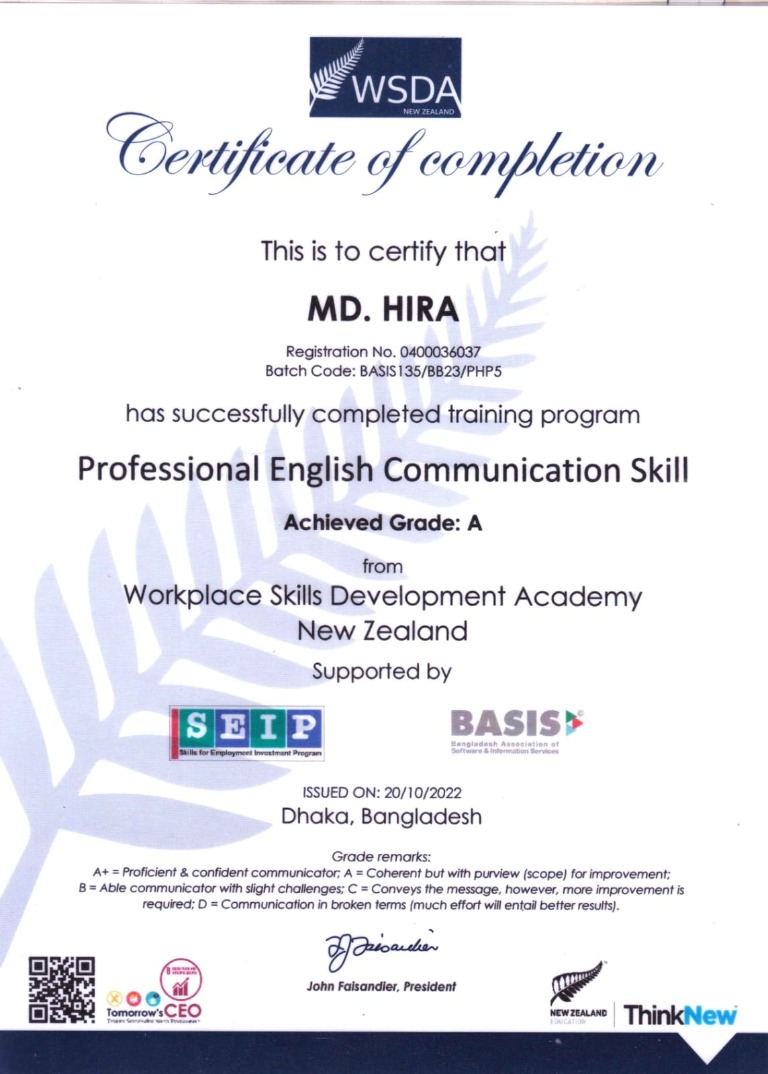 WSDA
NEW ZEALAND
Certificate of completion
This is to certify that
MD. HIRA
Registration No. 0400036037
Batch Code: BASIS135/BB23/PHP5
has successfully completed training program
Professional English Communication Skill
Achieved Grade: A
from
Workplace Skills Development Academy
New Zealand
Supported by
SEIP
Skills for Employment Investment Program
BASIS
Bangladesh Association of
Software & Information Services
ISSUED ON: 20/10/2022
Dhaka, Bangladesh
Grade remarks:
A+ = Proficient & confident communicator; A = Coherent but with purview (scope) for improvement;
B = Able communicator with slight challenges; C = Conveys the message, however, more improvement is
required; D = Communication in broken terms (much effort will entail better results).
John Faisandier, President
Tomorrow's CEO
NEW ZEALAND
EDUCATION
ThinkNew